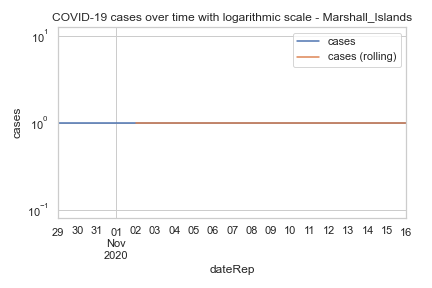 COVID-19 cases over time with logarithmic scale - Marshall_Islands
cases
cases (rolling)
10¹
10⁰
10⁻¹
cases
29 30 31 01 02 03 04 05 06 07 08 09 10 11 12 13 14 15 16
Nov
2020
dateRep